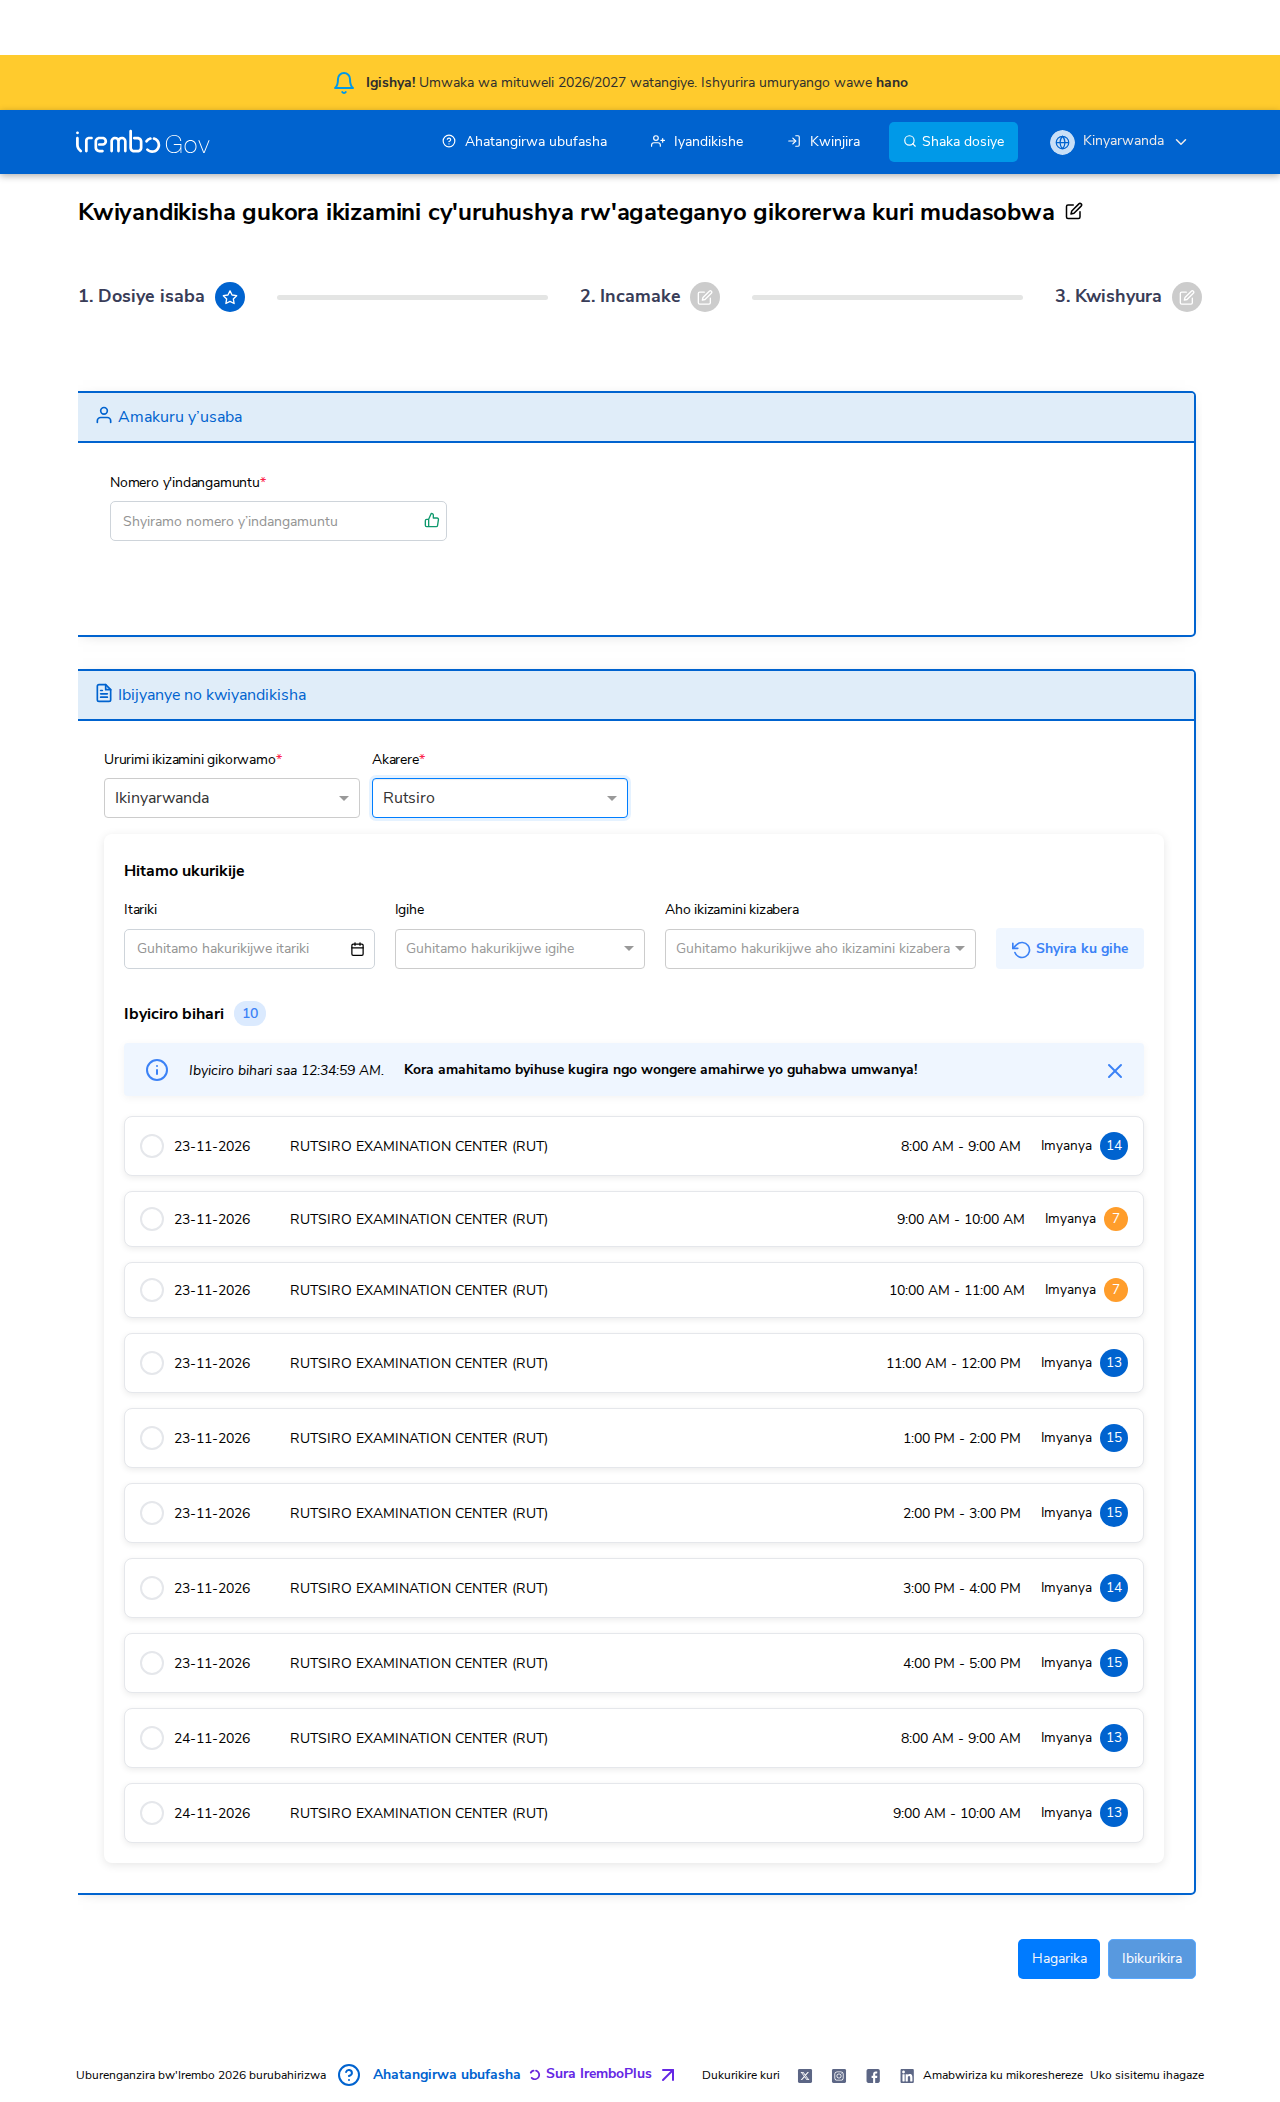 Igishya! Umwaka wa mituweli 2026/2027 watangiye. Ishyurira umuryango wawe hano
irembo Gov
Ahatangirwa ubufasha
Iyandikishe
Kwinjira
Shaka dosiye
Kinyarwanda
Kwiyandikisha gukora ikizamini cy'uruhushya rw'agateganyo gikorerwa kuri mudasobwa
1. Dosiye isaba
2. Incamake
3. Kwishyura
Amakuru y’usaba
Nomero y'indangamuntu*
Shyiramo nomero y’indangamuntu
Ibijyanye no kwiyandikisha
Ururimi ikizamini gikorwamo* Akarere*
Ikinyarwanda Rutsiro
Hitamo ukurikije
Itariki Igihe Aho ikizamini kizabera
Guhitamo hakurikijwe itariki Guhitamo hakurikijwe igihe Guhitamo hakurikijwe aho ikizamini kizabera Shyira ku gihe
Ibyiciro bihari 10
Ibyiciro bihari saa 12:34:59 AM. Kora amahitamo byihuse kugira ngo wongere amahirwe yo guhabwa umwanya!
23-11-2026 RUTSIRO EXAMINATION CENTER (RUT) 8:00 AM - 9:00 AM Imyanya 14
23-11-2026 RUTSIRO EXAMINATION CENTER (RUT) 9:00 AM - 10:00 AM Imyanya 7
23-11-2026 RUTSIRO EXAMINATION CENTER (RUT) 10:00 AM - 11:00 AM Imyanya 7
23-11-2026 RUTSIRO EXAMINATION CENTER (RUT) 11:00 AM - 12:00 PM Imyanya 13
23-11-2026 RUTSIRO EXAMINATION CENTER (RUT) 1:00 PM - 2:00 PM Imyanya 15
23-11-2026 RUTSIRO EXAMINATION CENTER (RUT) 2:00 PM - 3:00 PM Imyanya 15
23-11-2026 RUTSIRO EXAMINATION CENTER (RUT) 3:00 PM - 4:00 PM Imyanya 14
23-11-2026 RUTSIRO EXAMINATION CENTER (RUT) 4:00 PM - 5:00 PM Imyanya 15
24-11-2026 RUTSIRO EXAMINATION CENTER (RUT) 8:00 AM - 9:00 AM Imyanya 13
24-11-2026 RUTSIRO EXAMINATION CENTER (RUT) 9:00 AM - 10:00 AM Imyanya 13
Hagarika Ibikurikira
Uburenganzira bw'Irembo 2026 burubahirizwa Ahatangirwa ubufasha Sura IremboPlus Dukurikire kuri Amabwiriza ku mikoreshereze Uko sisitemu ihagaze